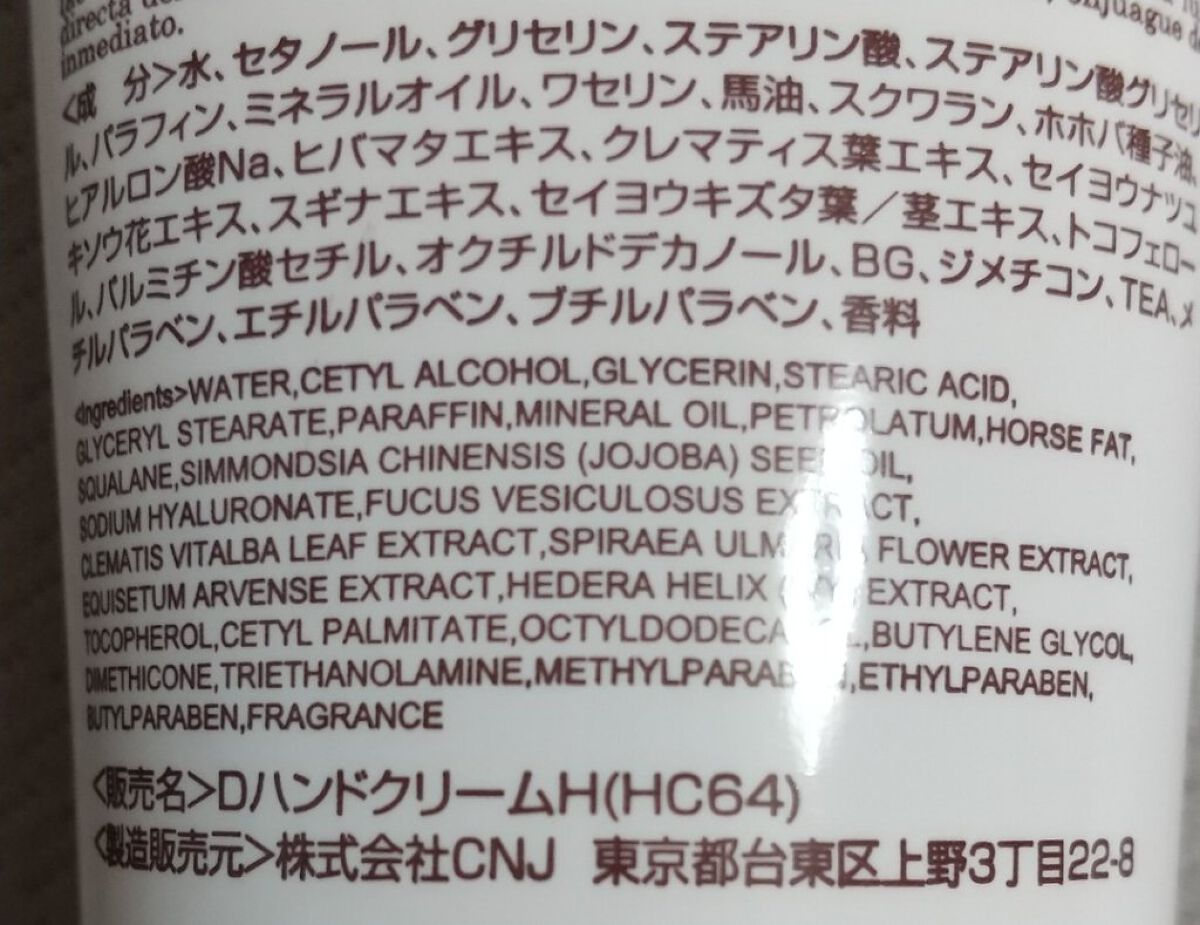 directa de
inmediato.
enjuague de
<成 分>水、セタノール、グリセリン、ステアリン酸、ステアリン酸グリセリ
ル、パラフィン、ミネラルオイル、ワセリン、馬油、スクワラン、ホホバ種子油、
ヒアルロン酸Na、ヒバマタエキス、クレマティス葉エキス、セイヨウナツユ
キソウ花エキス、スギナエキス、セイヨウキズタ葉／茎エキス、トコフェロー
ル、パルミチン酸セチル、オクチルドデカノール、BG、ジメチコン、TEA、メ
チルパラベン、エチルパラベン、ブチルパラベン、香料
<Ingredients>WATER,CETYL ALCOHOL,GLYCERIN,STEARIC ACID,
GLYCERYL STEARATE,PARAFFIN,MINERAL OIL,PETROLATUM,HORSE FAT,
SQUALANE,SIMMONDSIA CHINENSIS (JOJOBA) SEED OIL,
SODIUM HYALURONATE,FUCUS VESICULOSUS EXTRACT,
CLEMATIS VITALBA LEAF EXTRACT,SPIRAEA FLOWER EXTRACT,
EQUISETUM ARVENSE EXTRACT,HEDERA HELIX EXTRACT,
TOCOPHEROL,CETYL PALMITATE,BUTYLENE GLYCOL,
DIMETHICONE,TRIETHANOLAMINE,METHYLPARABEN,ETHYLPARABEN,
BUTYLPARABEN,FRAGRANCE
<販売名>DハンドクリームH(HC64)
<製造販売元>株式会社CNJ 東京都台東区上野3丁目22-8